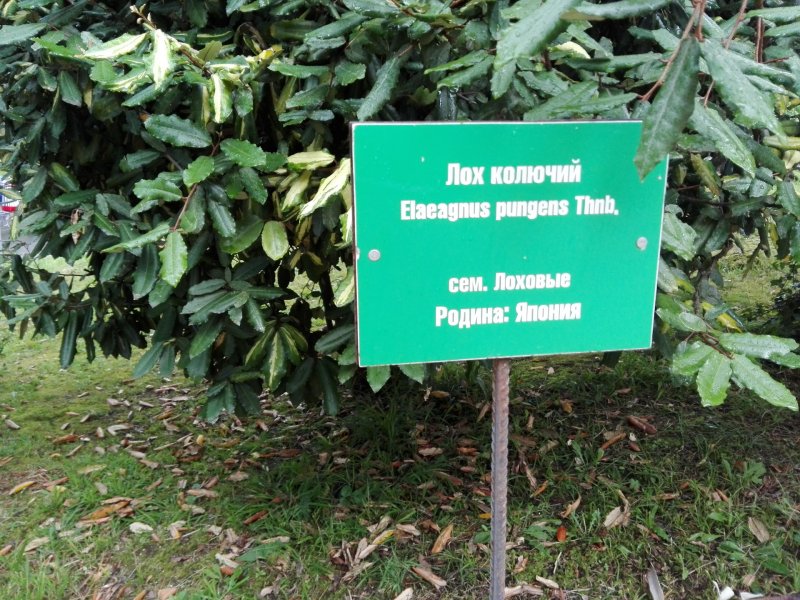 Лох колючий
Elaeagnus pungens Thnb.
сем. Лоховые
Родина: Япония